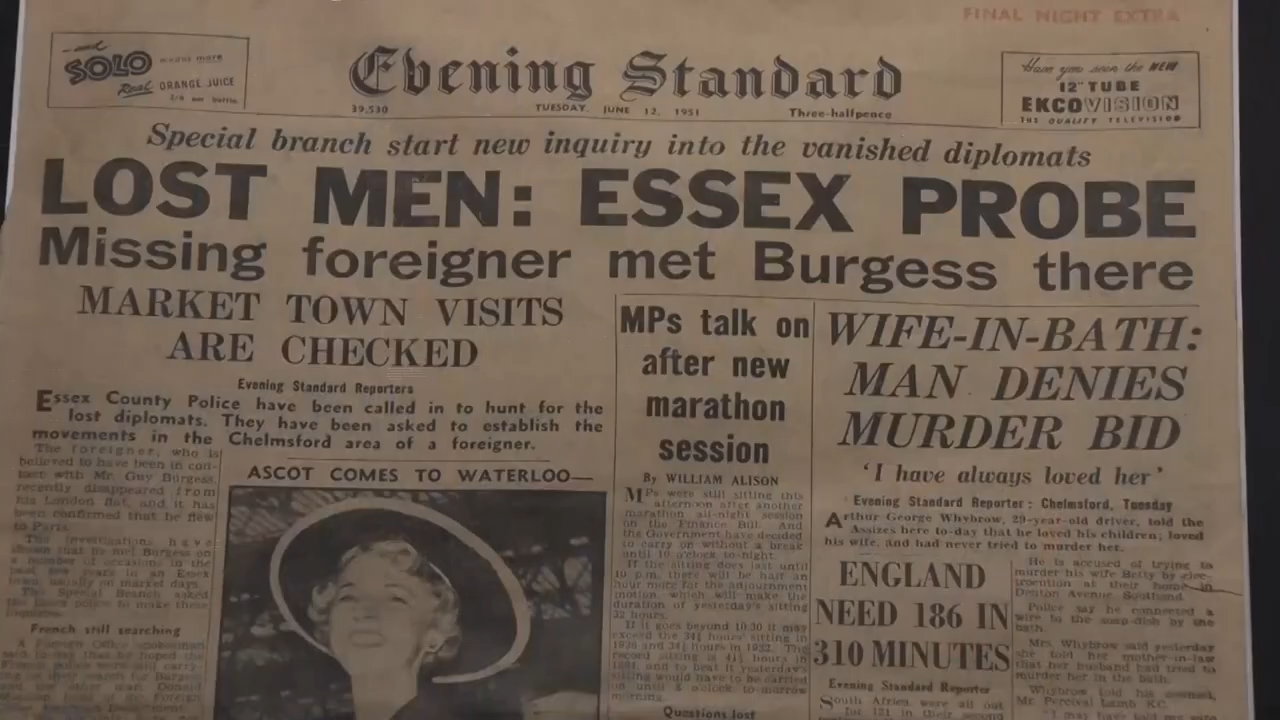 FINAL NIGHT EXTRA
and
SOLO
means more
Real ORANGE JUICE
Evening Standard
39,530
TUESDAY, JUNE 12, 1951
Three-halfpence
Have you seen the NEW
12" TUBE
EKCOVISION
THE QUALITY TELEVISION
Special branch start new inquiry into the vanished diplomats
LOST MEN: ESSEX PROBE
Missing foreigner met Burgess there
MARKET TOWN VISITS
ARE CHECKED
Evening Standard Reporters
Essex County Police have been called in to hunt for the
lost diplomats. They have been asked to establish the
movements in the Chelmsford area of a foreigner.
The foreigner, who is
believed to have been in con-
tact with Mr. Guy Burgess,
recently disappeared from
his London flat, and it has
been confirmed that he flew
to Paris.
The investigations have
shown that he met Burgess on
a number of occasions in the
past few years in an Essex
town, usually on market days.
The Special Branch asked
the Essex police to make these
inquiries.
French still searching
A Foreign Office spokesman
said to-day that he hoped the
French police were still carry-
ing on their search for Burgess
and the other man, Donald
ASCOT COMES TO WATERLOO—
MPs talk on
after new
marathon
session
By WILLIAM ALISON
MPs were still sitting this
afternoon after another
marathon all-night session
on the Finance Bill. And
the Government have decided
to carry on without a break
until 10 o'clock to-night.
If the sitting does last until
10 p.m. there will be half an
hour more for the adjournment
motion, which will make the
duration of yesterday's sitting
32 hours.
If it goes beyond 10.30 it may
exceed the 34½ hours' sitting in
1936 and 34¾ hours in 1932. The
record sitting is 41½ hours in
1881, and to beat it yesterday's
sitting would have to be carried
on until 8 o'clock to-morrow
morning.
Questions lost
WIFE-IN-BATH:
MAN DENIES
MURDER BID
'I have always loved her'
Evening Standard Reporter: Chelmsford, Tuesday
Arthur George Whybrow, 29-year-old driver, told the
Assizes here to-day that he loved his children; loved
his wife, and had never tried to murder her.
ENGLAND
NEED 186 IN
310 MINUTES
Evening Standard Reporter
South Africa were all out
for 121 in their second
He is accused of trying to
murder his wife Betty by elec-
trocution at their home in
Denton Avenue, Southend.
Police say he connected a
wire to the soap-dish by the
bath.
Mrs. Whybrow said yesterday
she told her mother-in-law
that her husband had tried to
murder her in the bath.
Whybrow told his counsel,
Mr. Percival Lamb K.C.
"I may have told my